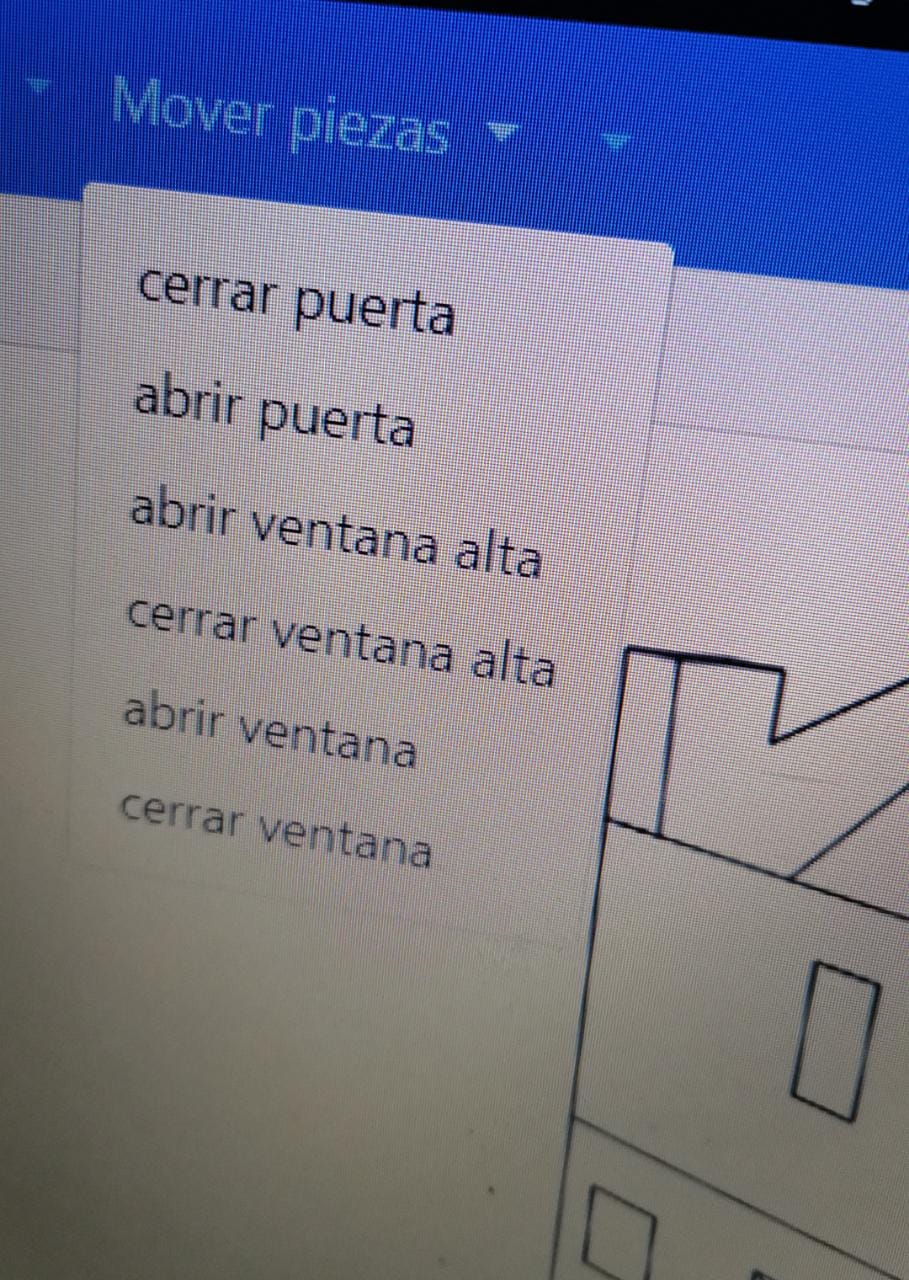 Mover piezas
cerrar puerta
abrir puerta
abrir ventana alta
cerrar ventana alta
abrir ventana
cerrar ventana